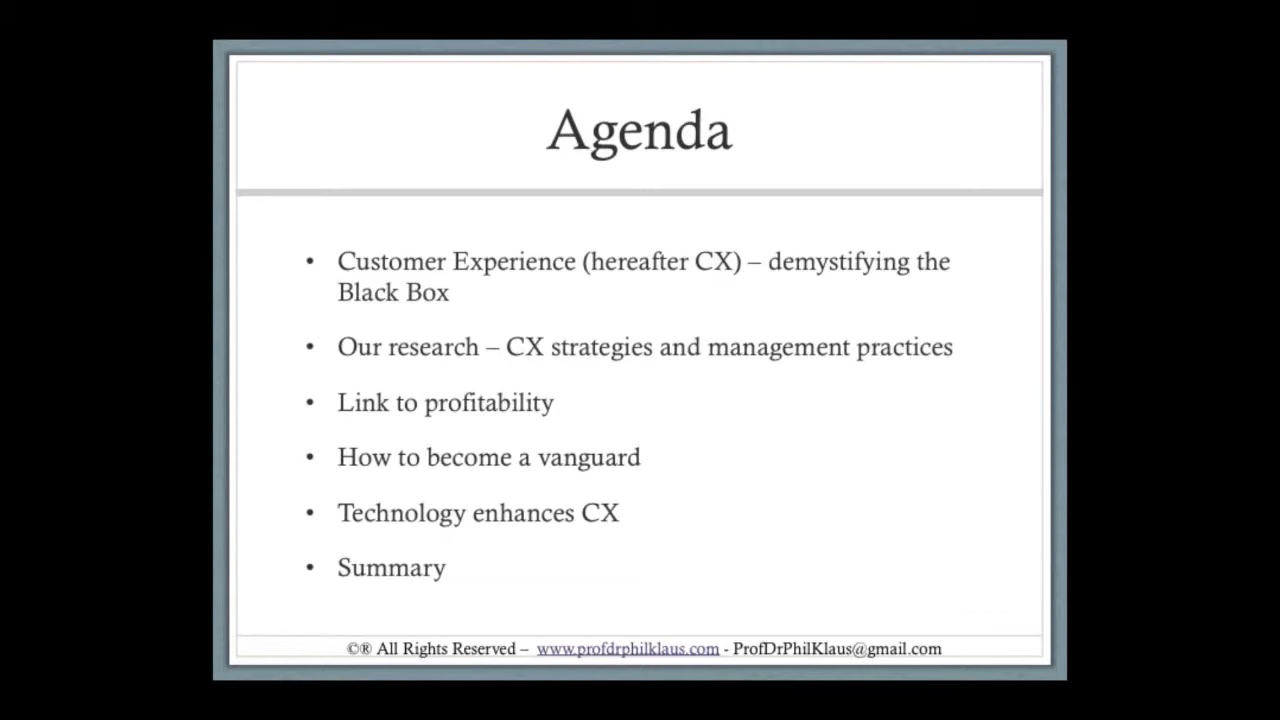 Agenda
• Customer Experience (hereafter CX) – demystifying the
Black Box
• Our research – CX strategies and management practices
• Link to profitability
• How to become a vanguard
• Technology enhances CX
• Summary
©® All Rights Reserved – www.profdrphilklaus.com - ProfDrPhilKlaus@gmail.com